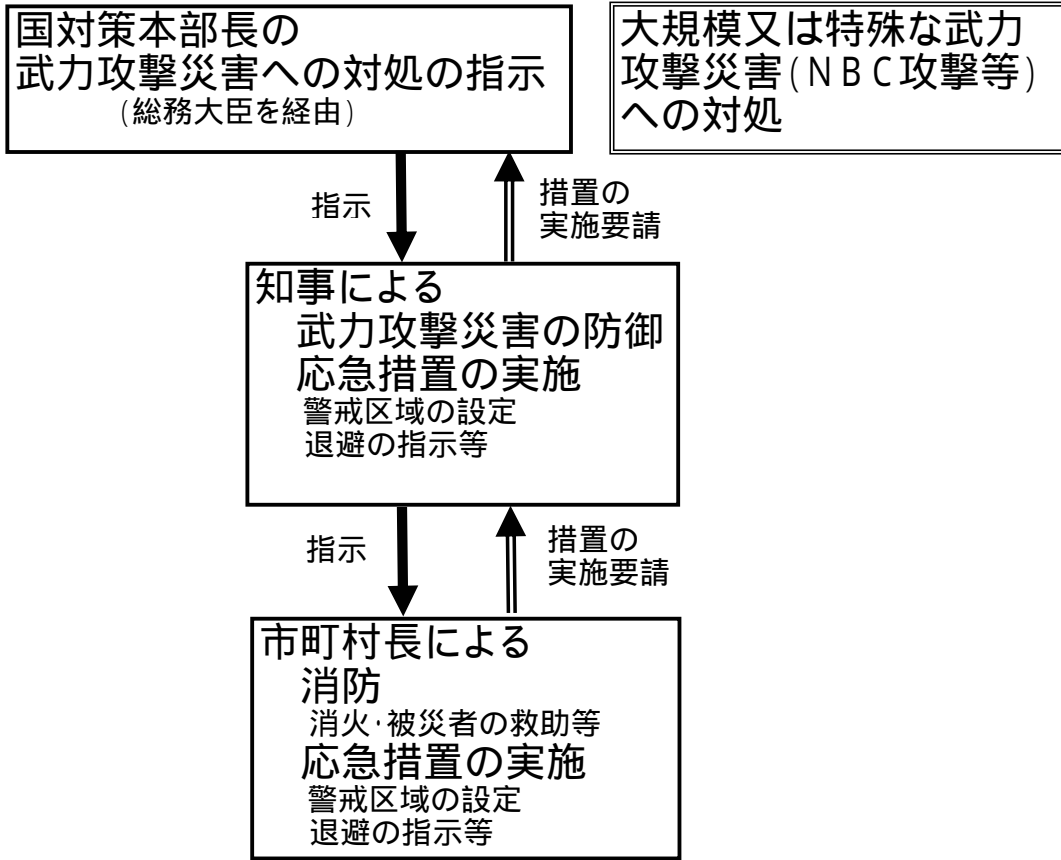 国対策本部長の
武力攻撃災害への対処の指示
(総務大臣を経由)
大規模又は特殊な武力
攻撃災害(NBC攻撃等)
への対処
指示
措置の
実施要請
知事による
武力攻撃災害の防御
応急措置の実施
警戒区域の設定
退避の指示等
指示
措置の
実施要請
市町村長による
消防
消火・被災者の救助等
応急措置の実施
警戒区域の設定
退避の指示等